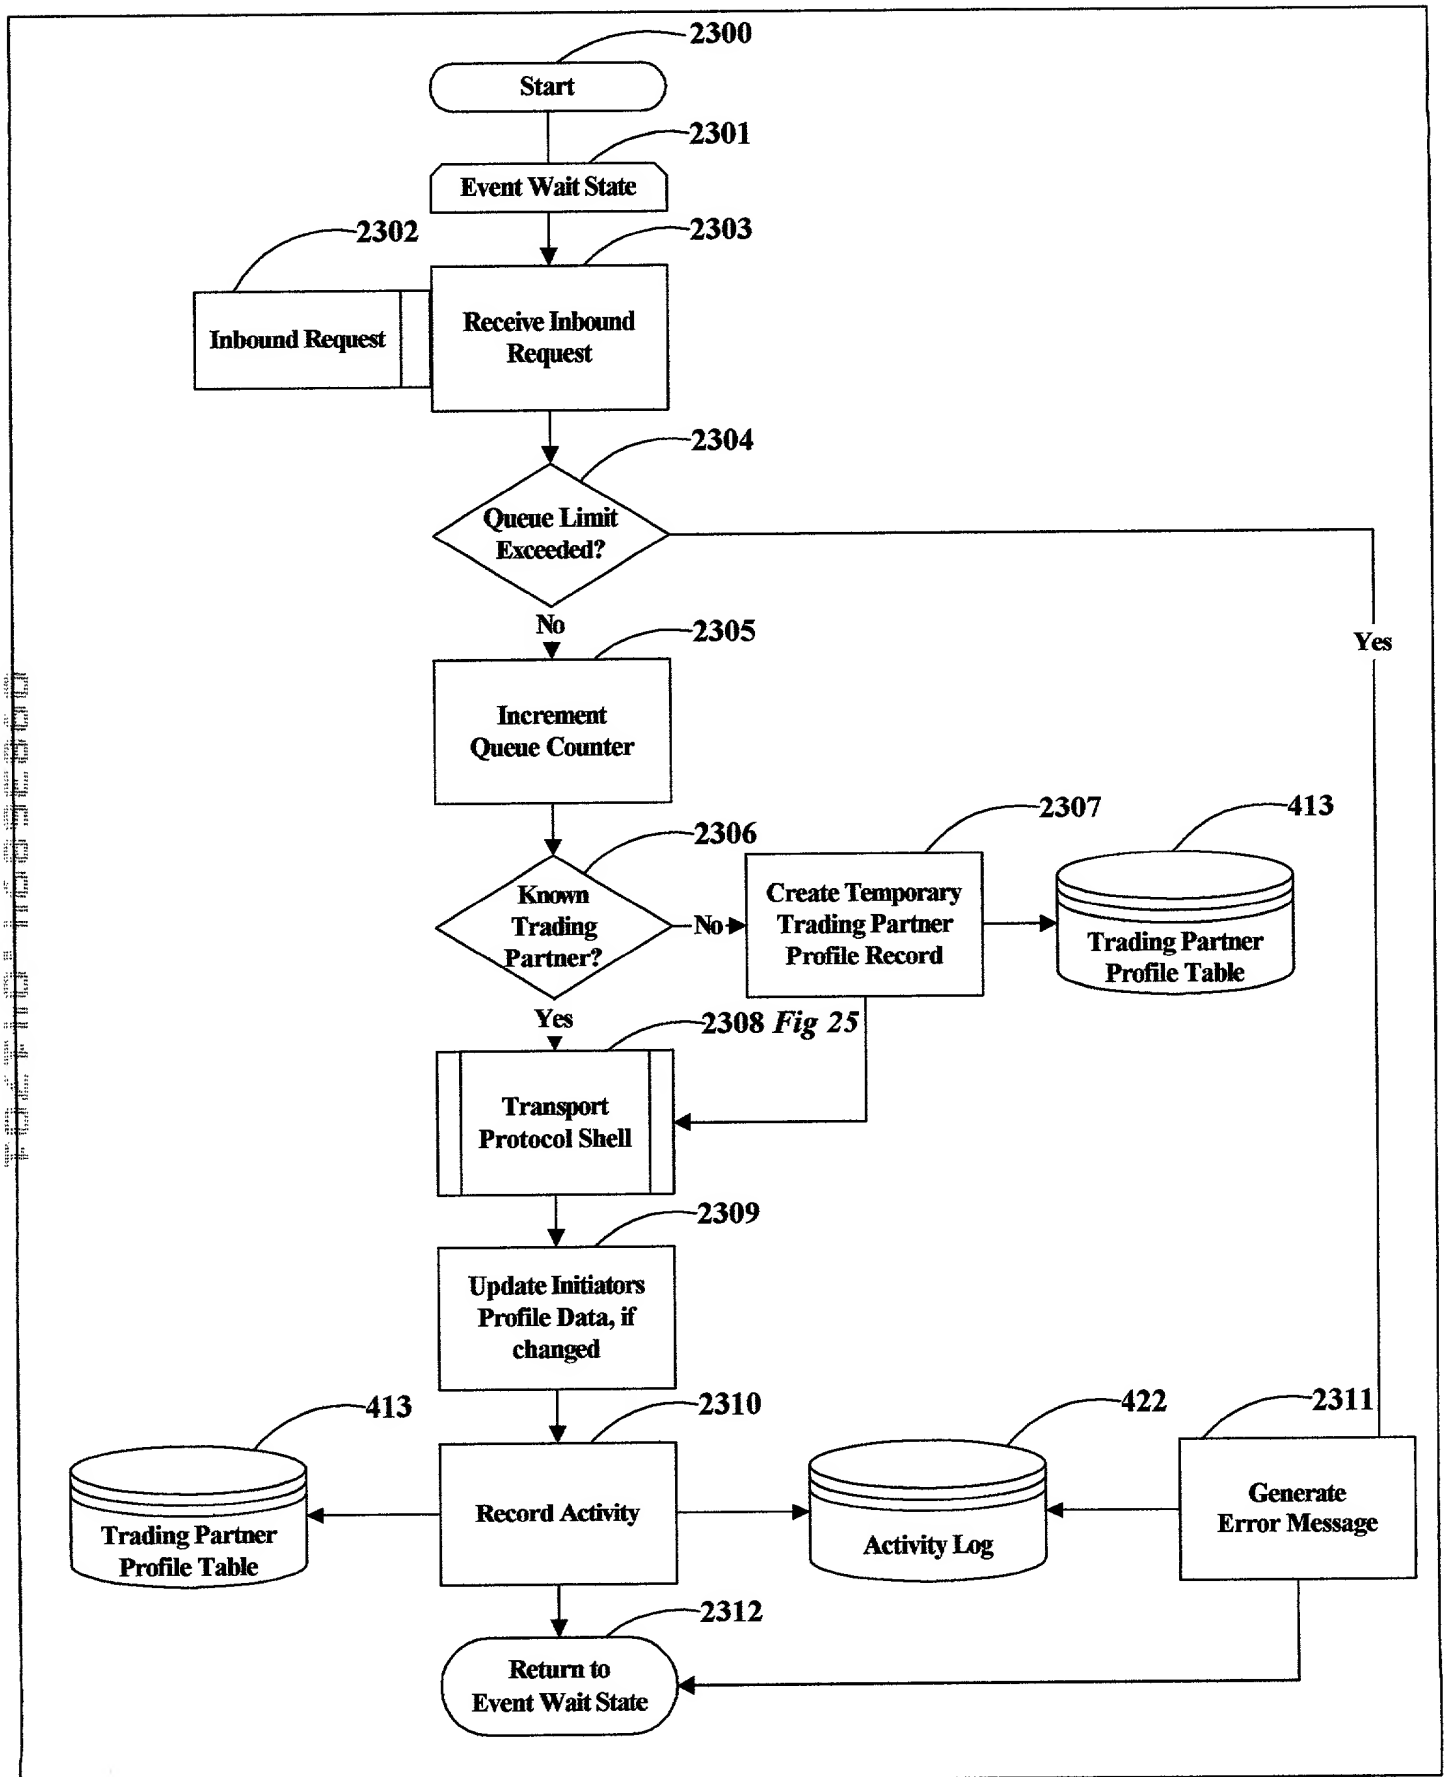 2300
Start
2301
Event Wait State
2302
2303
Inbound Request
Receive Inbound
Request
2304
Queue Limit
Exceeded?
No
2305
Yes
Increment
Queue Counter
2306
2307
413
Known
Trading
Partner?
No
Create Temporary
Trading Partner
Profile Record
Trading Partner
Profile Table
Yes
2308 Fig 25
Transport
Protocol Shell
2309
Update Initiators
Profile Data, if
changed
413
2310
422
2311
Trading Partner
Profile Table
Record Activity
Activity Log
Generate
Error Message
2312
Return to
Event Wait State